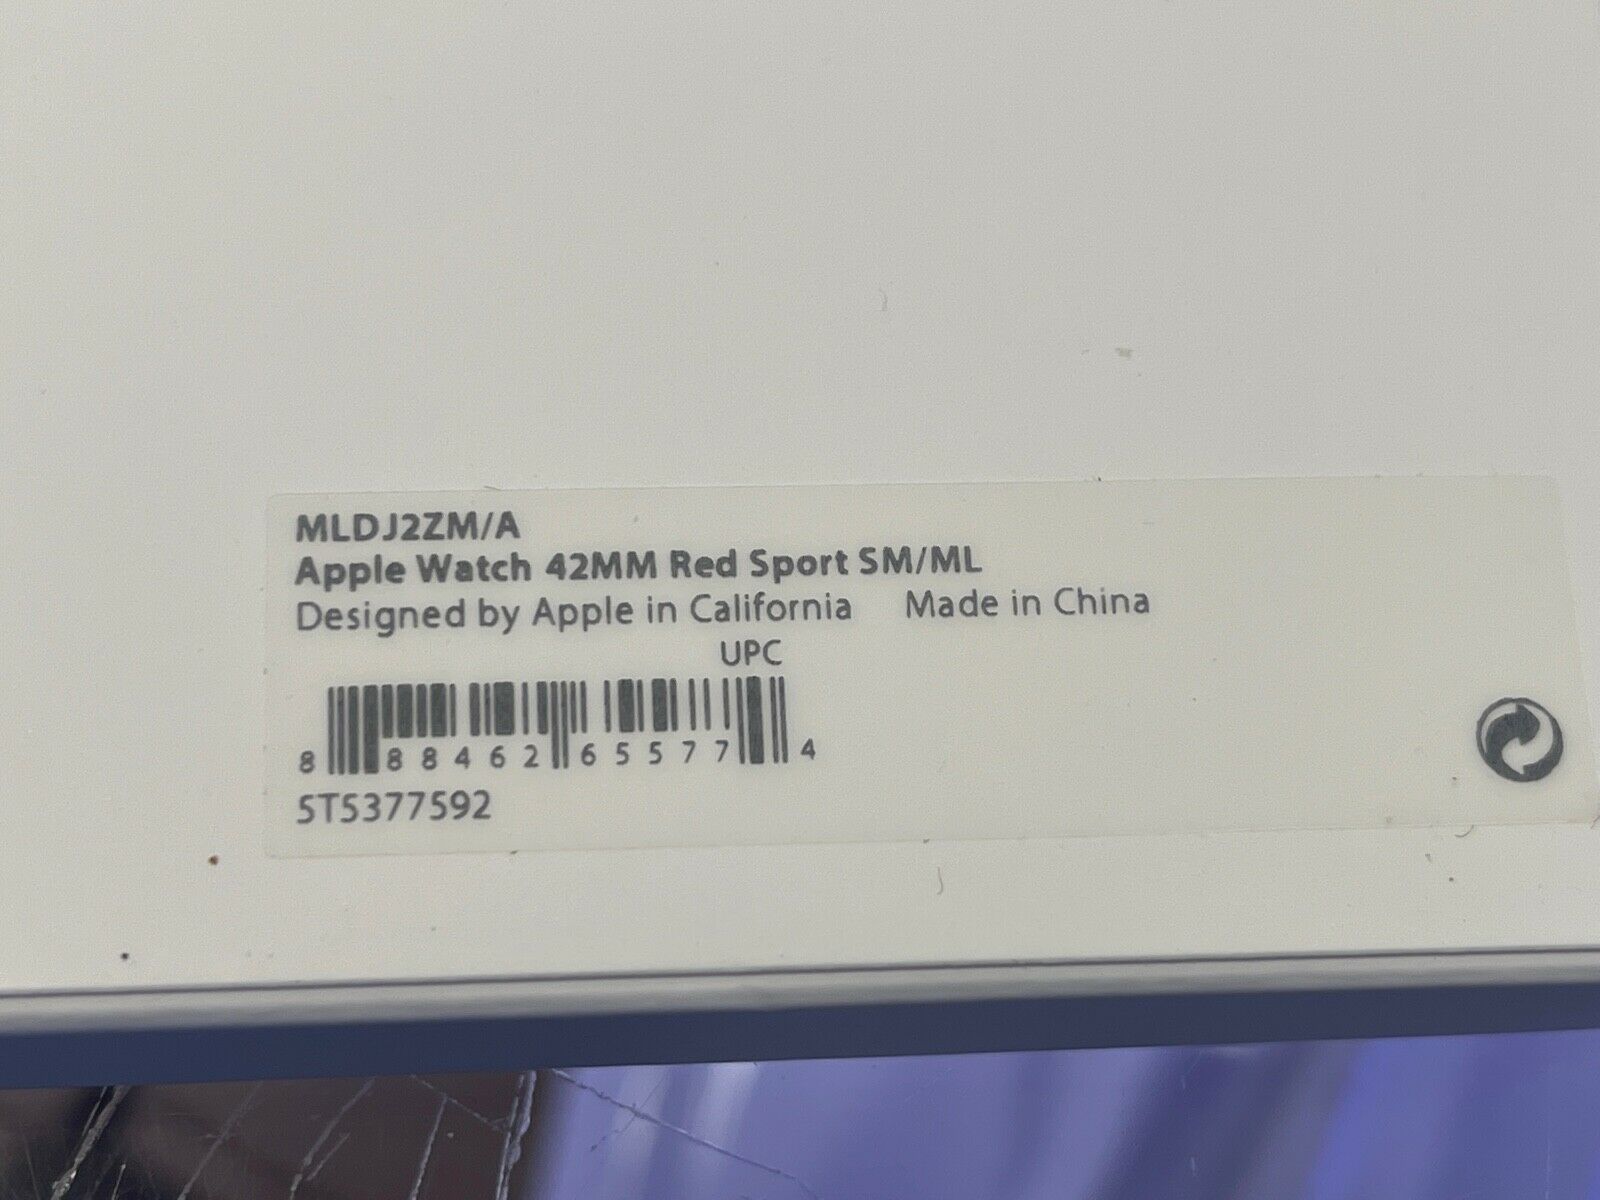 MLDJ2ZM/A
Apple Watch 42MM Red Sport SM/ML
Designed by Apple in California Made in China
UPC
8 88462 65577 4
5T5377592